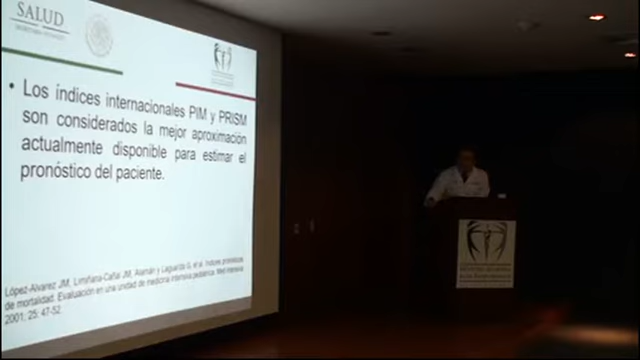 SALUD
• Los índices internacionales PIM y PRISM
son considerados la mejor aproximación
actualmente disponible para estimar el
pronóstico del paciente.
López-Alvarez JM, Limiñana-Cañal JM, Alamán y Laguarda G, et al. Indices pronósticos
de mortalidad. Evaluación en una unidad de medicina intensiva pediátrica. Med Intensiva
2001; 25: 47-52.